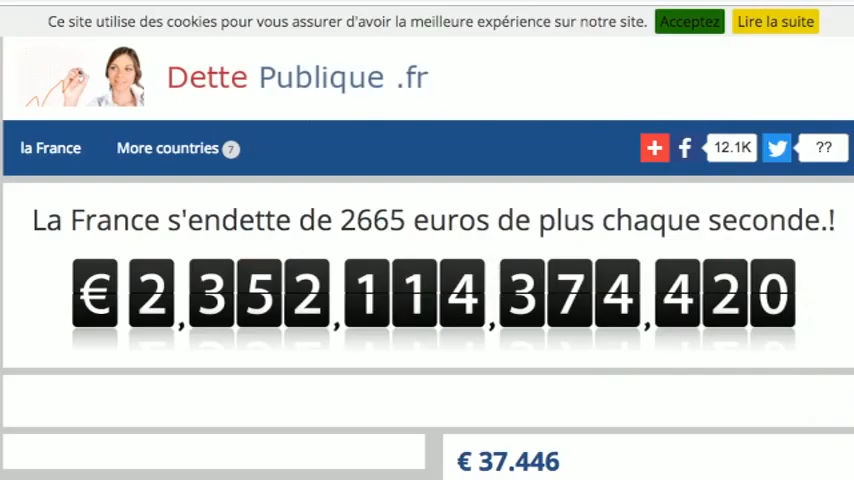 Ce site utilise des cookies pour vous assurer d'avoir la meilleure expérience sur notre site. Acceptez Lire la suite
Dette Publique .fr
la France More countries 7 + f 12.1K ??
La France s'endette de 2665 euros de plus chaque seconde.!
€ 2,352,114,374,420
€ 37.446